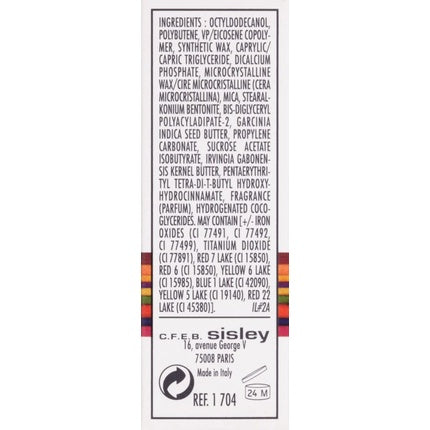 INGREDIENTS : OCTYLDODECANOL,
POLYBUTENE, VP/EICOSENE COPOLY-
MER, SYNTHETIC WAX, CAPRYLIC/
CAPRIC TRIGLYCERIDE, DICALCIUM
PHOSPHATE, MICROCRYSTALLINE
WAX/CIRE MICROCRISTALLINE (CERA
MICROCRISTALLINA), MICA, STEARAL-
KONIUM BENTONITE, BIS-DIGLYCERYL
POLYACYLADIPATE-2, GARCINIA
INDICA SEED BUTTER, PROPYLENE
CARBONATE, SUCROSE ACETATE
ISOBUTYRATE, IRVINGIA GABONEN-
SIS KERNEL BUTTER, PENTAERYTHRI-
TYL TETRA-DI-T-BUTYL HYDROXY-
HYDROCINNAMATE, FRAGRANCE
(PARFUM), HYDROGENATED COCO-
GLYCERIDES. MAY CONTAIN [+/- IRON
OXIDES (CI 77491, CI 77492,
CI 77499), TITANIUM DIOXIDE
(CI 77891), RED 7 LAKE (CI 15850),
RED 6 (CI 15850), YELLOW 6 LAKE
(CI 15985), BLUE 1 LAKE (CI 42090),
YELLOW 5 LAKE (CI 19140), RED 22
LAKE (CI 45380)]. IL#2A
C.F.E.B. sisley
16, avenue George V
75008 PARIS
Made in Italy
REF. 1 704
24 M